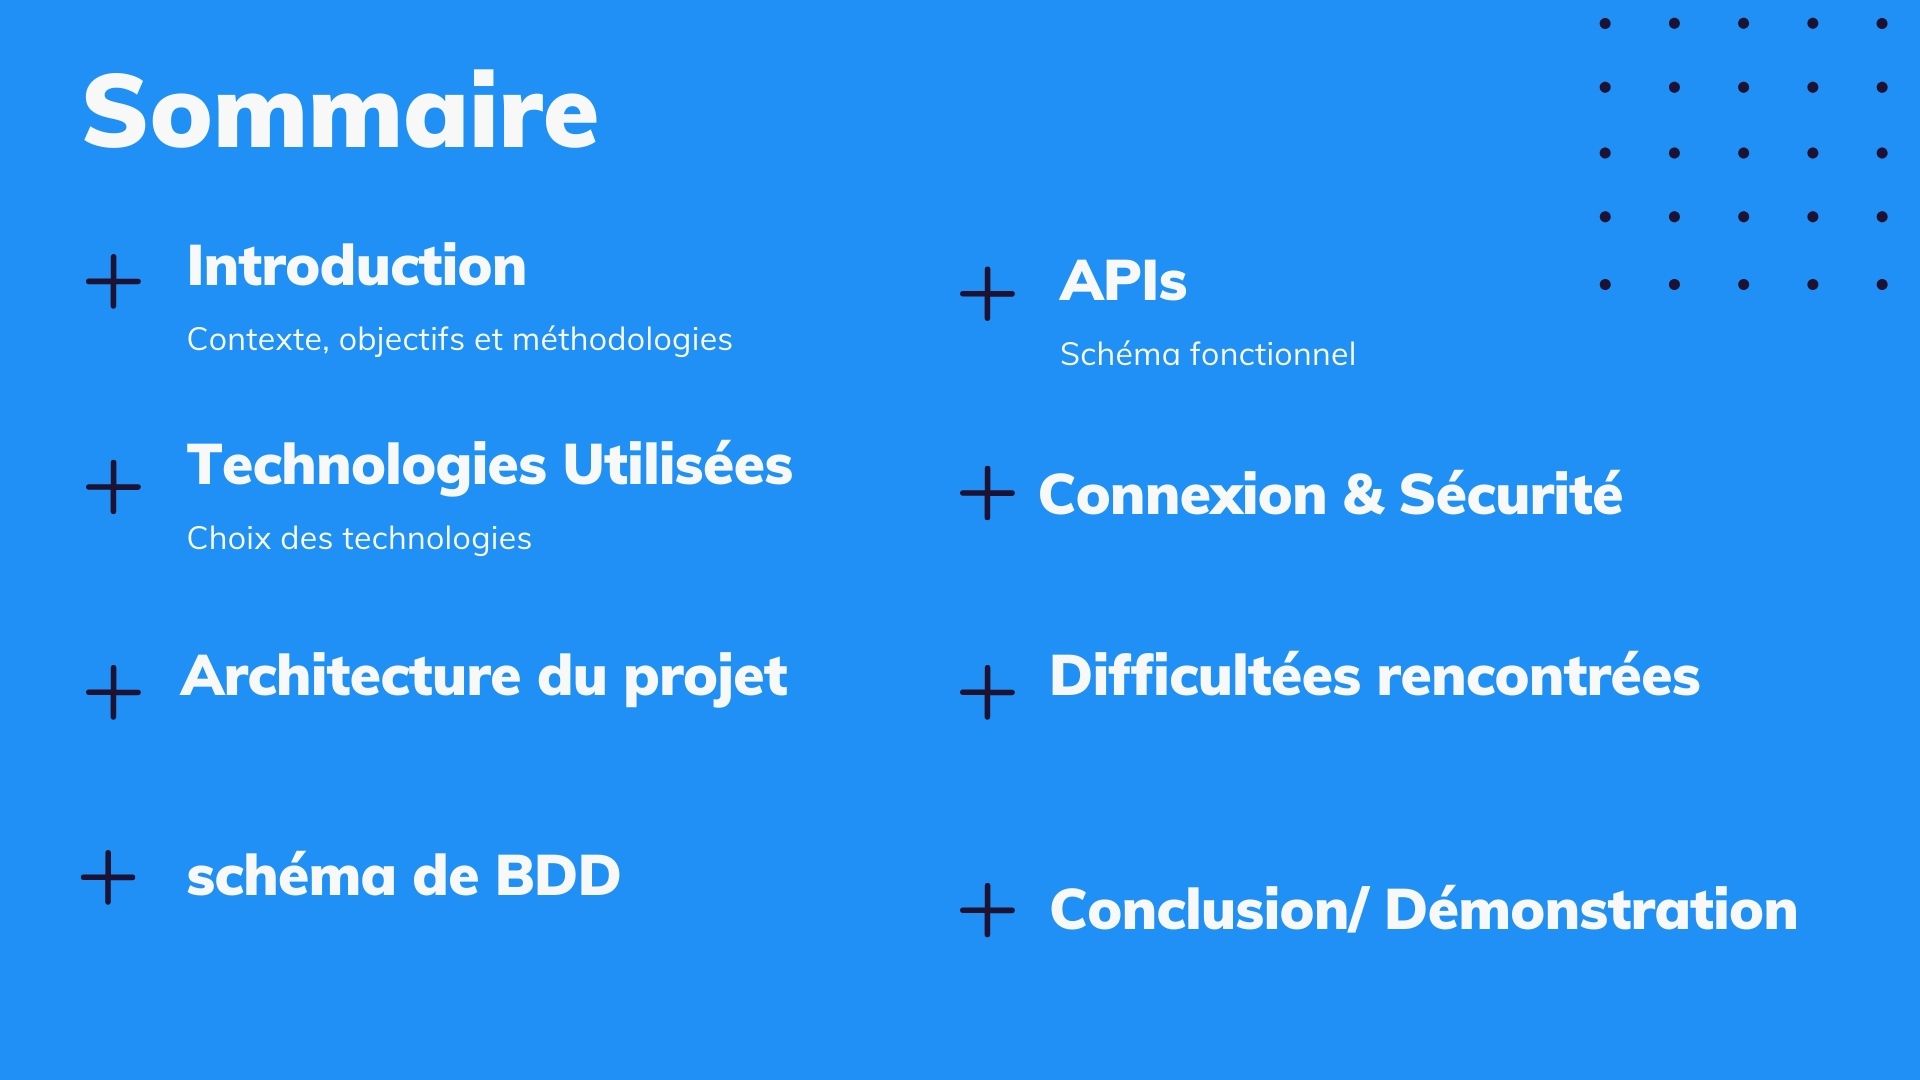 Sommaire
Introduction
Contexte, objectifs et méthodologies
Technologies Utilisées
Choix des technologies
Architecture du projet
schéma de BDD
APIs
Schéma fonctionnel
Connexion & Sécurité
Difficultées rencontrées
Conclusion/ Démonstration